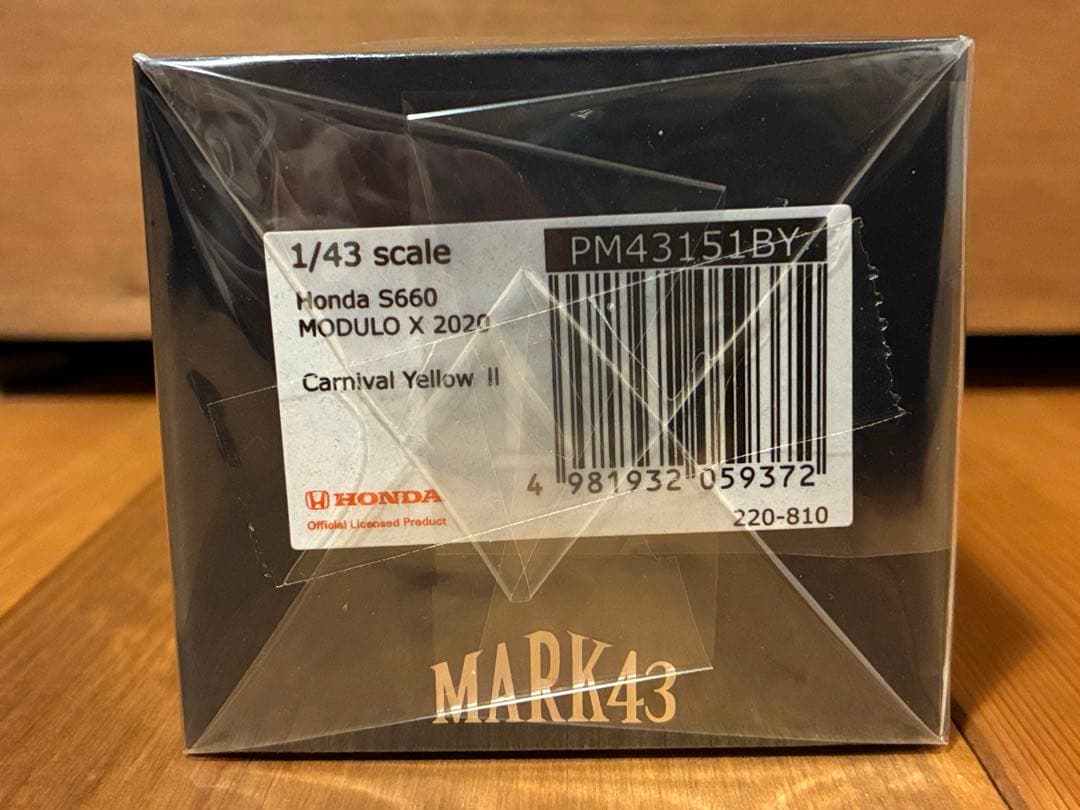 1/43 scale
PM43151BY
Honda S660
MODULO X 2020
Carnival Yellow II
4 981932 059372
HONDA
Official Licensed Product
220-810
MARK43